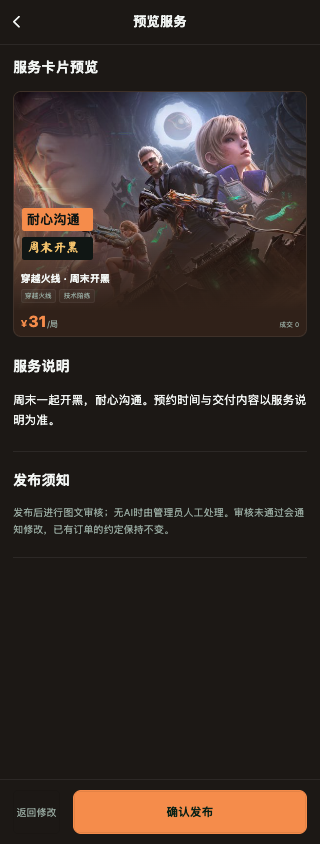 预览服务
服务卡片预览
耐心沟通
周末开黑
穿越火线 · 周末开黑
穿越火线 技术陪练
¥31/局
成交 0
服务说明
周末一起开黑，耐心沟通。预约时间与交付内容以服务说
明为准。
发布须知
发布后进行图文审核；无AI时由管理员人工处理。审核未通过会通
知修改，已有订单的约定保持不变。
返回修改
确认发布